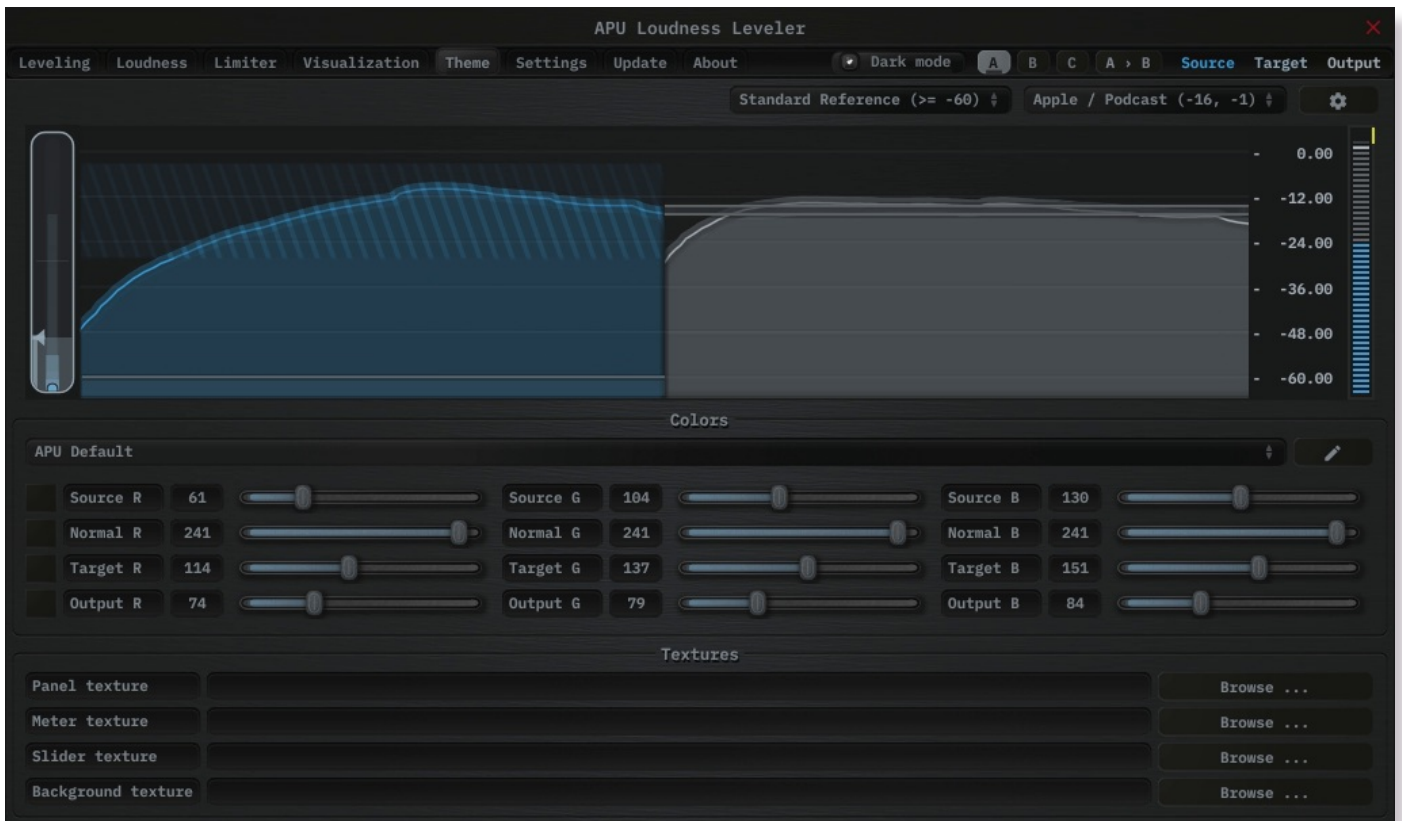 APU Loudness Leveler
Leveling Loudness Limiter Visualization Theme Settings Update About Dark mode A B C A › B Source Target Output
Standard Reference (>= -60) Apple / Podcast (-16, -1)
- 0.00
- -12.00
- -24.00
- -36.00
- -48.00
- -60.00
Colors
APU Default
Source R 61 Source G 104 Source B 130
Normal R 241 Normal G 241 Normal B 241
Target R 114 Target G 137 Target B 151
Output R 74 Output G 79 Output B 84
Textures
Panel texture Browse ...
Meter texture Browse ...
Slider texture Browse ...
Background texture Browse ...